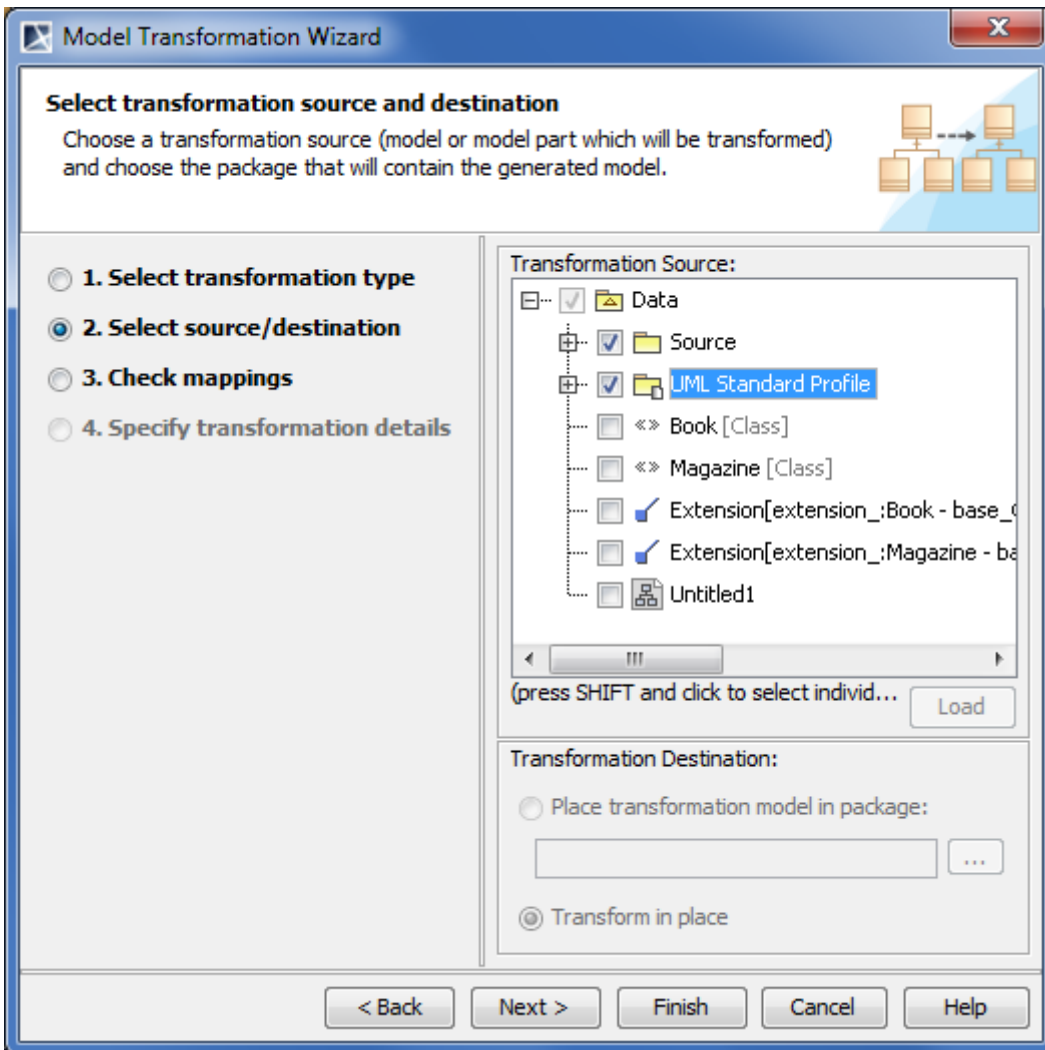 Model Transformation Wizard
Select transformation source and destination
Choose a transformation source (model or model part which will be transformed)
and choose the package that will contain the generated model.
1. Select transformation type
2. Select source/destination
3. Check mappings
4. Specify transformation details
Transformation Source:
Data
Source
UML Standard Profile
«» Book [Class]
«» Magazine [Class]
Extension[extension_:Book - base_
Extension[extension_:Magazine - ba
Untitled1
(press SHIFT and click to select individ...
Load
Transformation Destination:
Place transformation model in package:
...
Transform in place
< Back
Next >
Finish
Cancel
Help